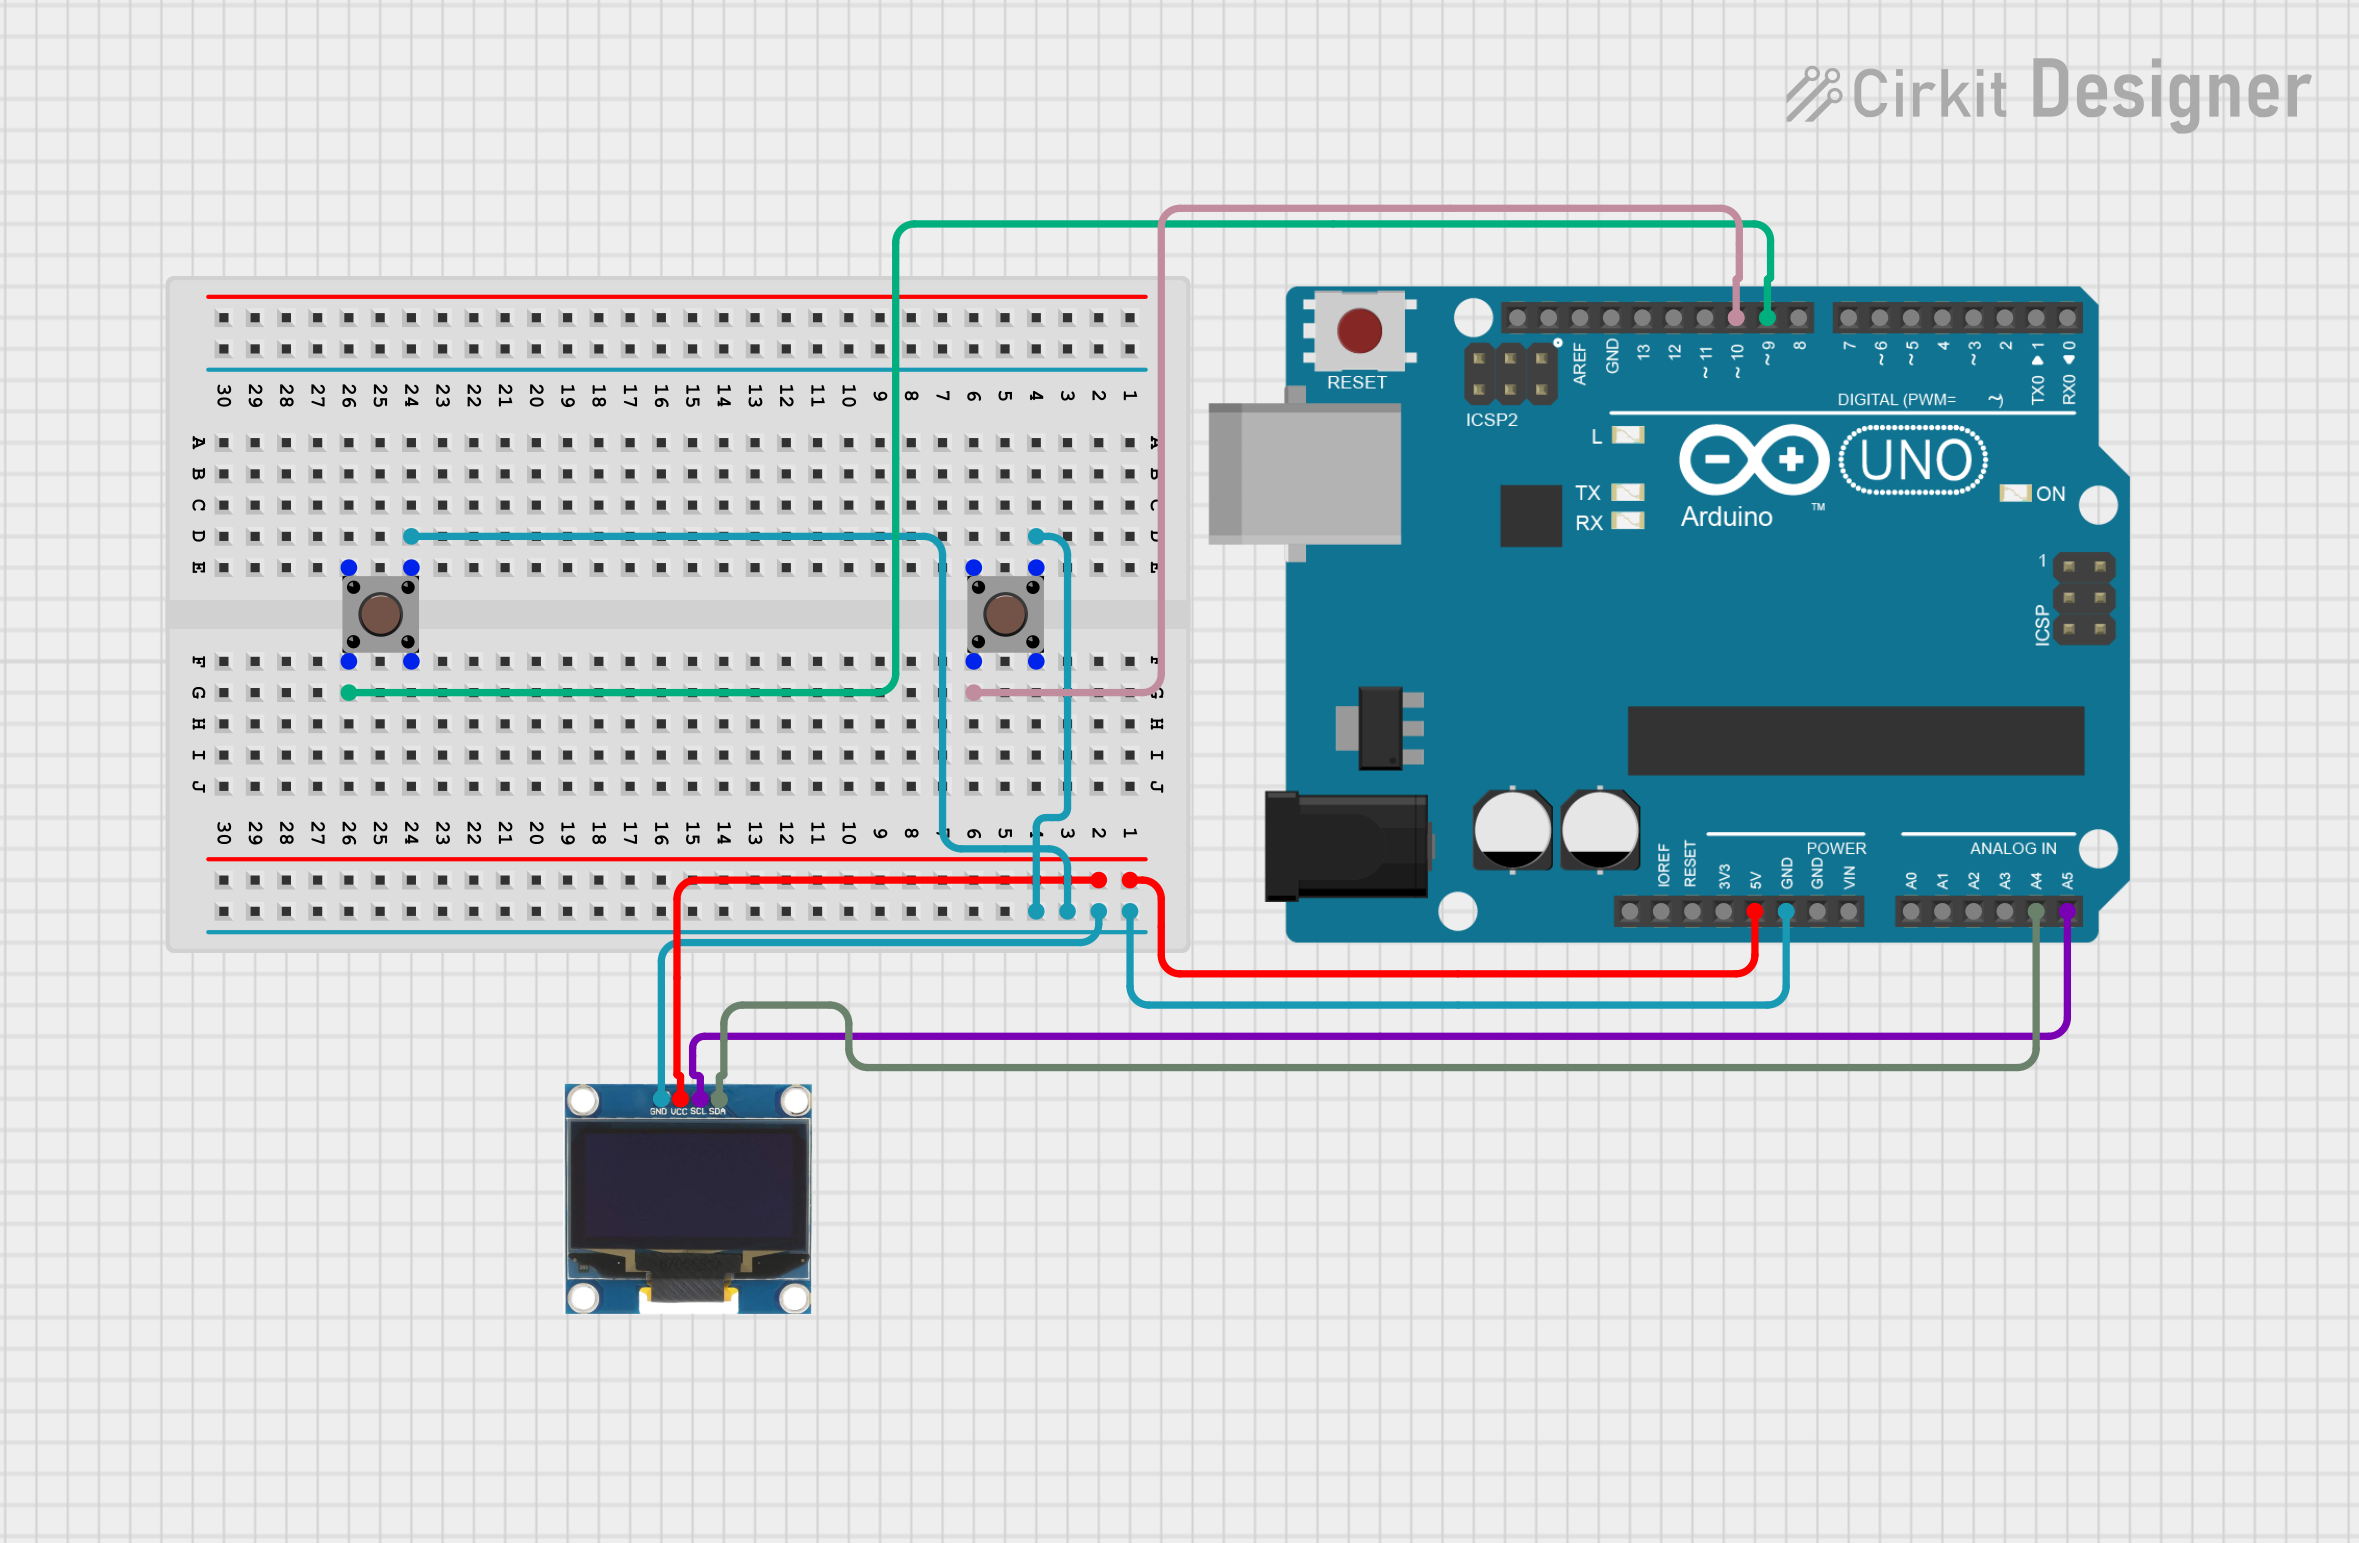 Cirkit Designer
30 29 28 27 26 25 24 23 22 21 20 19 18 17 16 15 14 13 12 11 10 9 8 7 6 5 4 3 2 1
A A
B B
C C
D D
E E
F F
G G
H H
I I
J J
30 29 28 27 26 25 24 23 22 21 20 19 18 17 16 15 14 13 12 11 10 9 8 7 6 5 4 3 2 1
RESET
ICSP2
AREF GND 13 12 ~11 ~10 ~9 8 7 ~6 ~5 4 ~3 2 TX0▶1 RX0◀0
DIGITAL (PWM= ~)
L
TX
RX
UNO
Arduino
TM
ON
1
ICSP
POWER
ANALOG IN
IOREF RESET 3V3 5V GND GND VIN A0 A1 A2 A3 A4 A5
GND VCC SCL SDA